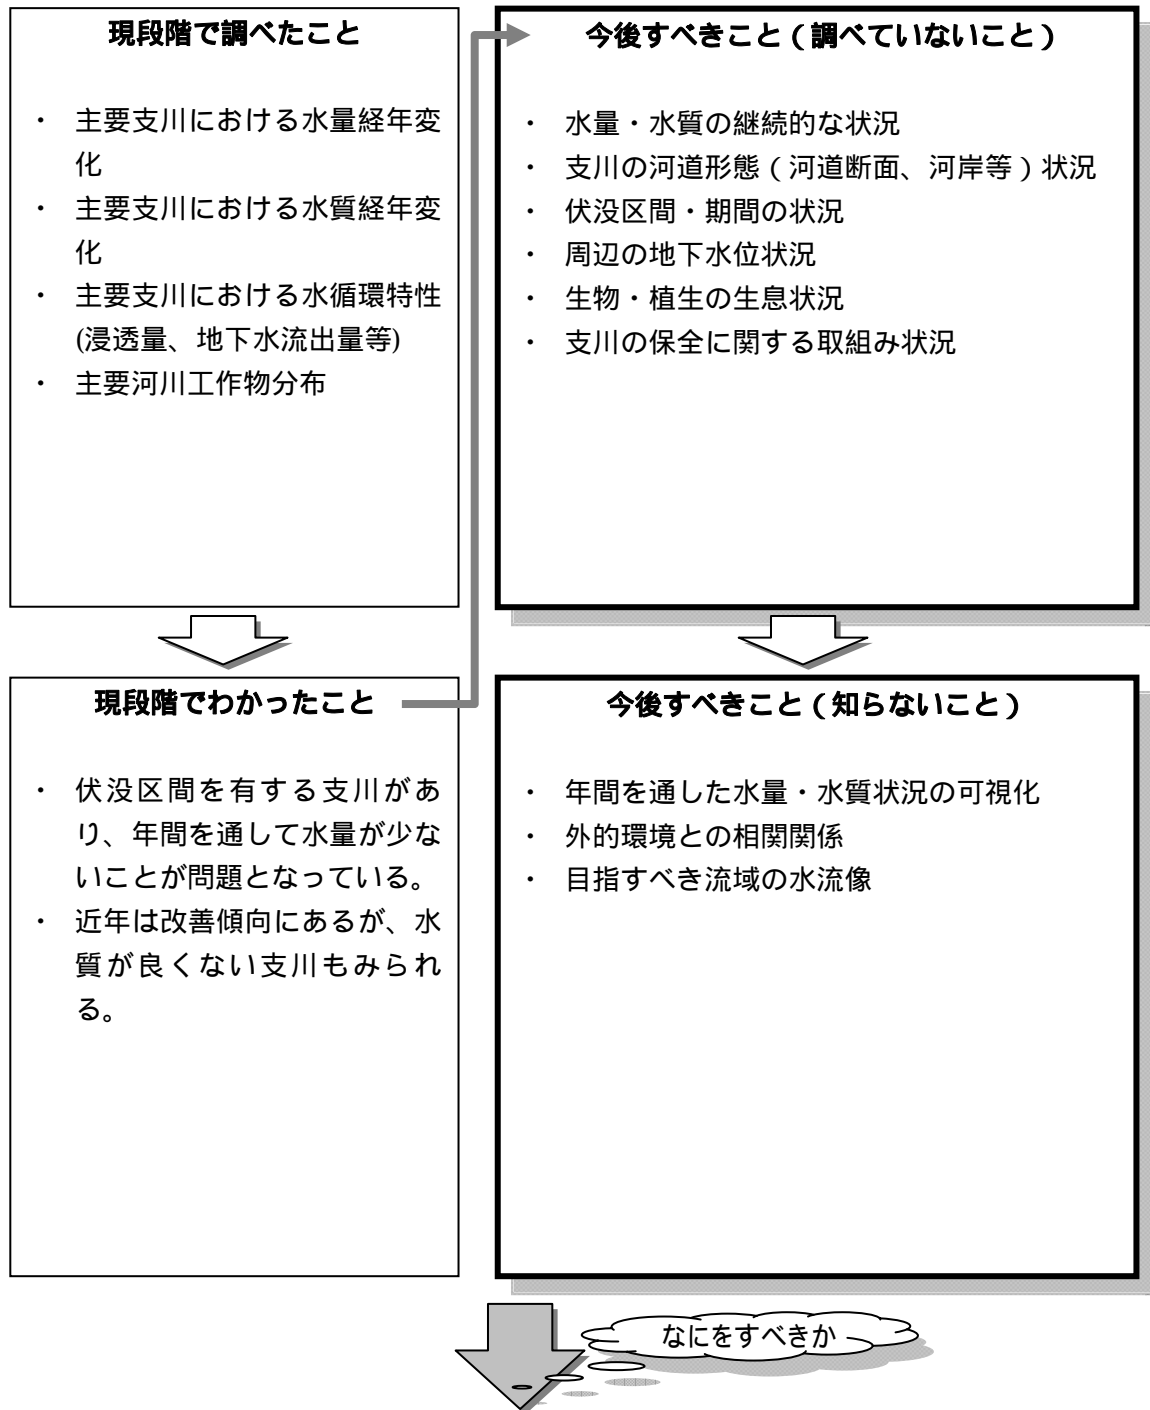 現段階で調べたこと
・ 主要支川における水量経年変
化
・ 主要支川における水質経年変
化
・ 主要支川における水循環特性
(浸透量、地下水流出量等)
・ 主要河川工作物分布
今後すべきこと（調べていないこと）
・ 水量・水質の継続的な状況
・ 支川の河道形態（河道断面、河岸等）状況
・ 伏没区間・期間の状況
・ 周辺の地下水位状況
・ 生物・植生の生息状況
・ 支川の保全に関する取組み状況
現段階でわかったこと
・ 伏没区間を有する支川があ
り、年間を通して水量が少な
いことが問題となっている。
・ 近年は改善傾向にあるが、水
質が良くない支川もみられ
る。
今後すべきこと（知らないこと）
・ 年間を通した水量・水質状況の可視化
・ 外的環境との相関関係
・ 目指すべき流域の水流像
なにをすべきか